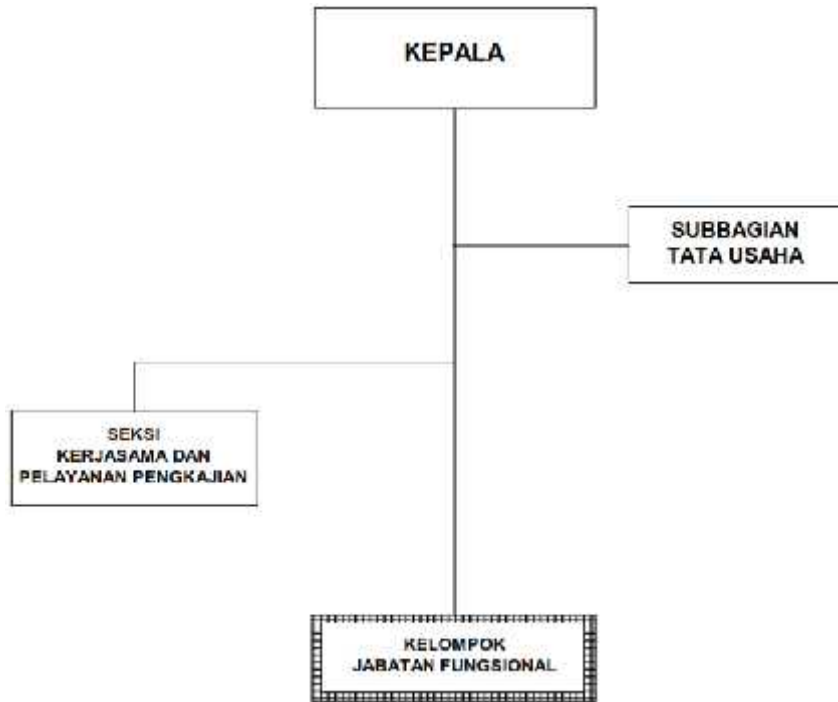 KEPALA
SUBBAGIAN
TATA USAHA
SEKSI
KERJASAMA DAN
PELAYANAN PENGKAJIAN
KELOMPOK
JABATAN FUNGSIONAL